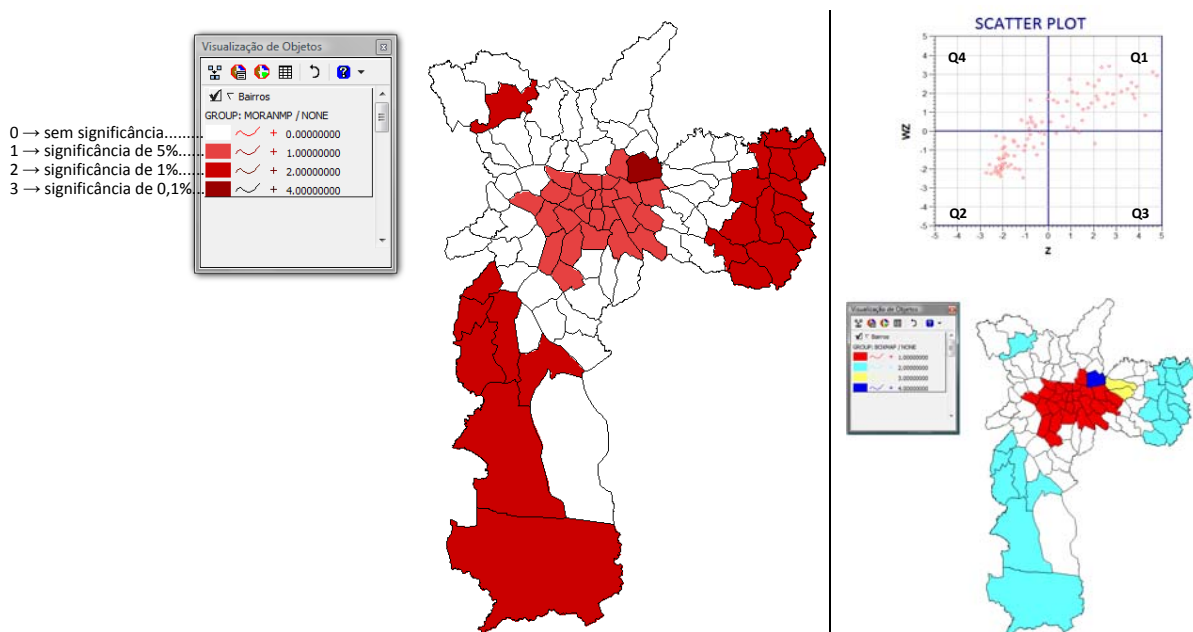 Visualização de Objetos
Bairros
GROUP: MORANMP / NONE
0 → sem significância.......... + 0.00000000
1 → significância de 5%..... + 1.00000000
2 → significância de 1%..... + 2.00000000
3 → significância de 0,1%... + 4.00000000
SCATTER PLOT
Q4
Q1
Q2
Q3
WZ
5
4
3
2
1
0
-1
-2
-3
-4
-5
-5 -4 -3 -2 -1 0 1 2 3 4 5
Z
Visualização de Objetos
Bairros
GROUP: BOXMAP / NONE
+ 1.00000000
+ 2.00000000
+ 3.00000000
+ 4.00000000